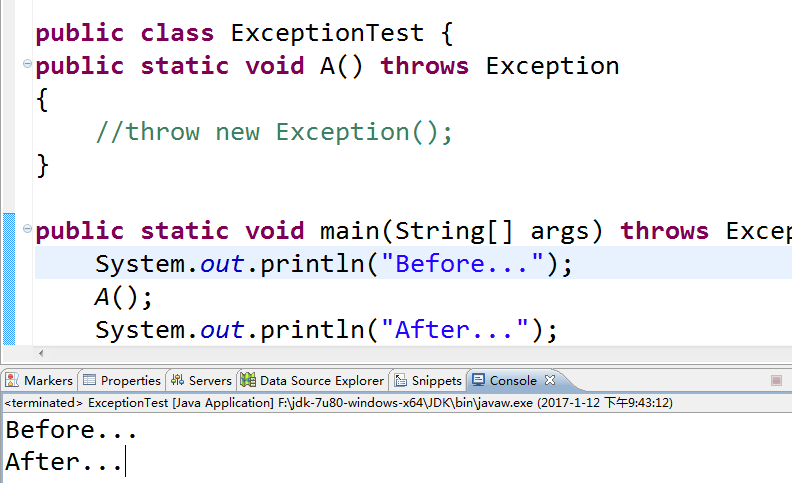 public class ExceptionTest {
public static void A() throws Exception
{
//throw new Exception();
}
public static void main(String[] args) throws Excep
System.out.println("Before...");
A();
System.out.println("After...");
Markers Properties Servers Data Source Explorer Snippets Console
<terminated> ExceptionTest [Java Application] F:\jdk-7u80-windows-x64\JDK\bin\javaw.exe (2017-1-12 下午9:43:12)
Before...
After...